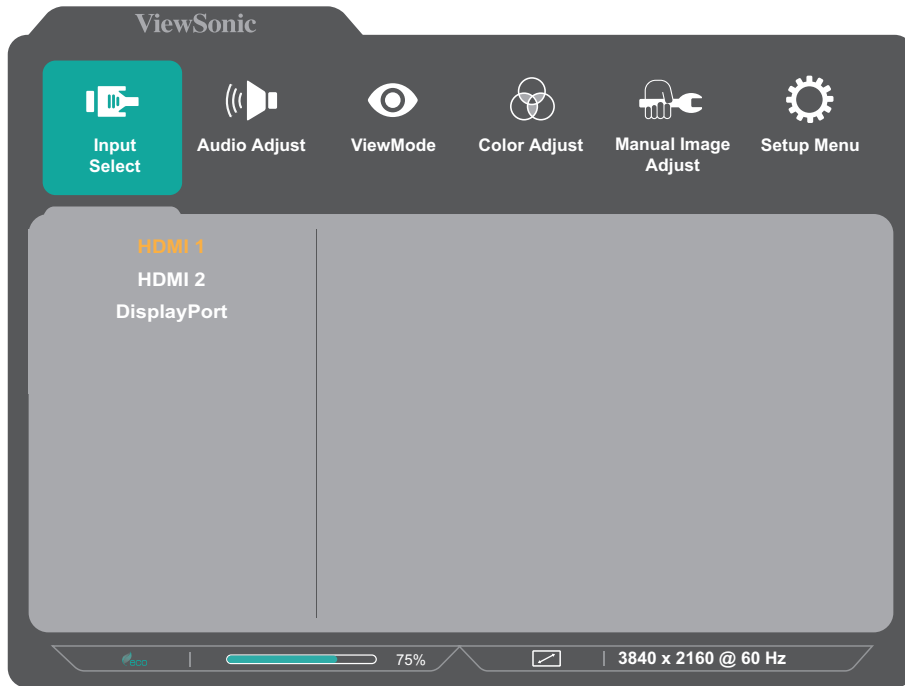 ViewSonic
Input
Select
Audio Adjust
ViewMode
Color Adjust
Manual Image
Adjust
Setup Menu
HDMI 1
HDMI 2
DisplayPort
eco
75%
3840 x 2160 @ 60 Hz